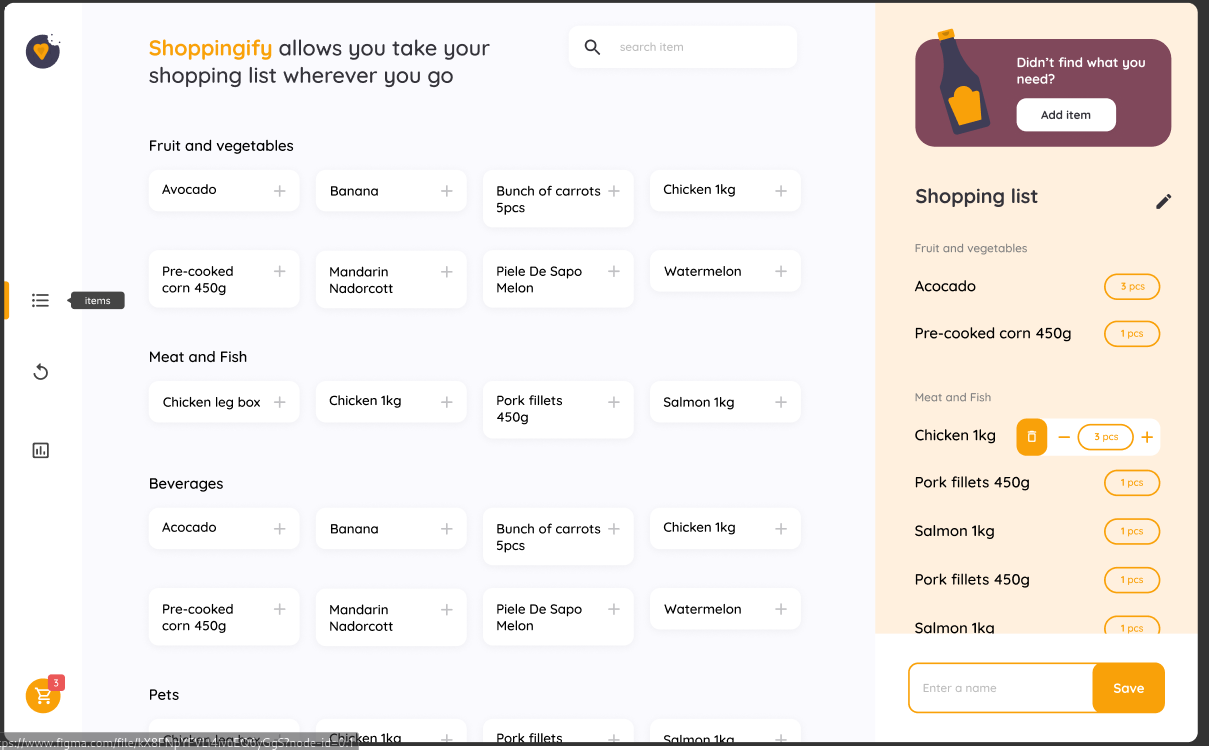 Shoppingify allows you take your
shopping list wherever you go
search item
Fruit and vegetables
Avocado
Banana
Bunch of carrots
5pcs
Chicken 1kg
Pre-cooked
corn 450g
Mandarin
Nadorcott
Piele De Sapo
Melon
Watermelon
items
Meat and Fish
Chicken leg box
Chicken 1kg
Pork fillets
450g
Salmon 1kg
Beverages
Acocado
Banana
Bunch of carrots
5pcs
Chicken 1kg
Pre-cooked
corn 450g
Mandarin
Nadorcott
Piele De Sapo
Melon
Watermelon
Pets
Chicken leg box
Chicken 1kg
Pork fillets
Salmon 1kg
3
Didn't find what you
need?
Add item
Shopping list
Fruit and vegetables
Acocado 3 pcs
Pre-cooked corn 450g 1 pcs
Meat and Fish
Chicken 1kg 3 pcs
Pork fillets 450g 1 pcs
Salmon 1kg 1 pcs
Pork fillets 450g 1 pcs
Salmon 1kg 1 pcs
Enter a name
Save